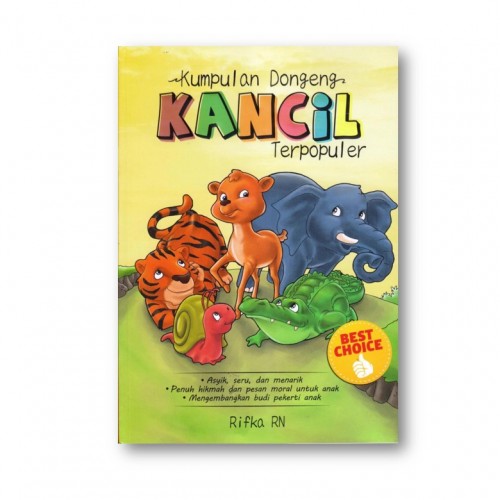 Kumpulan Dongeng
KANCiL
Terpopuler
BEST
CHOICE
• Asyik, seru, dan menarik
• Penuh hikmah dan pesan moral untuk anak
• Mengembangkan budi pekerti anak
Rifka RN